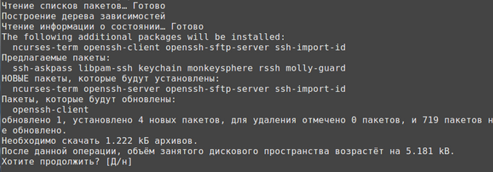 Чтение списков пакетов… Готово
Построение дерева зависимостей
Чтение информации о состоянии… Готово
The following additional packages will be installed:
ncurses-term openssh-client openssh-sftp-server ssh-import-id
Предлагаемые пакеты:
ssh-askpass libpam-ssh keychain monkeysphere rssh molly-guard
НОВЫЕ пакеты, которые будут установлены:
ncurses-term openssh-server openssh-sftp-server ssh-import-id
Пакеты, которые будут обновлены:
openssh-client
обновлено 1, установлено 4 новых пакетов, для удаления отмечено 0 пакетов, и 719 пакетов н
е обновлено.
Необходимо скачать 1.222 kБ архивов.
После данной операции, объём занятого дискового пространства возрастёт на 5.181 kB.
Хотите продолжить? [Д/н]